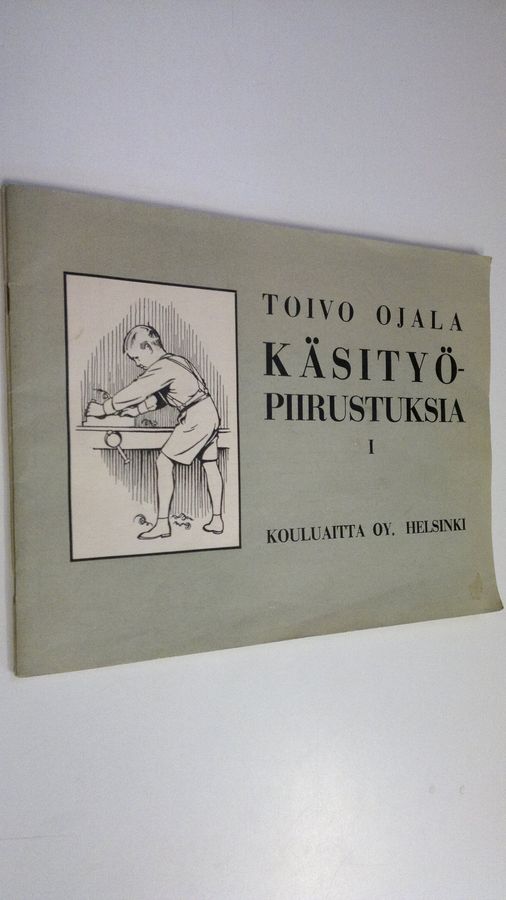 TOIVO OJALA
KÄSITYÖ-
PIIRUSTUKSIA
I
KOULUAITTA OY. HELSINKI